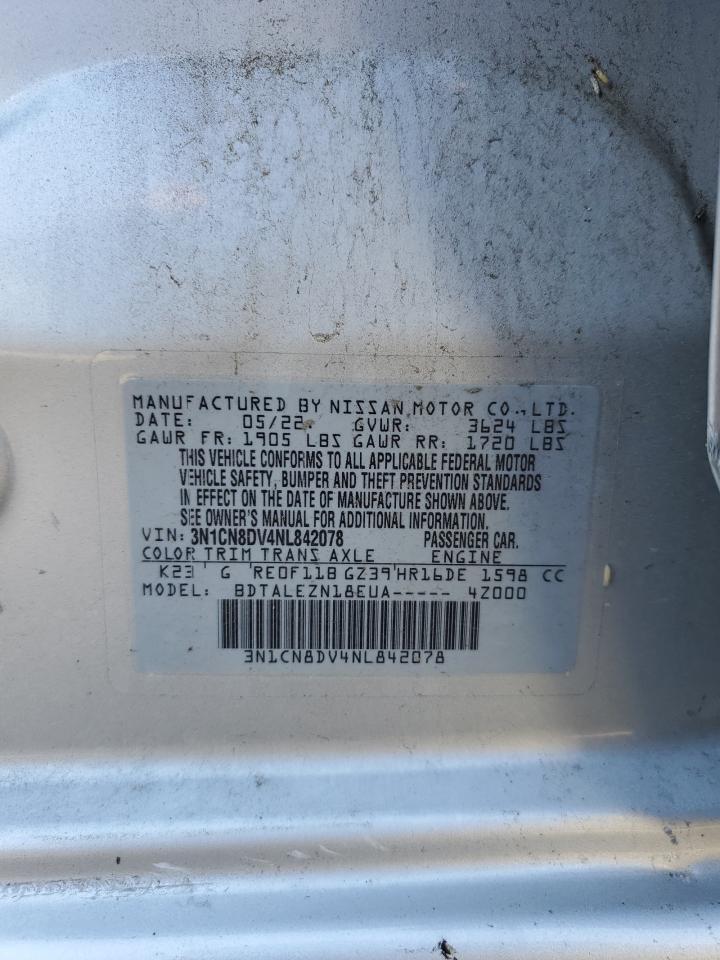 MANUFACTURED BY NISSAN MOTOR CO.,LTD.
DATE: 05/22 GVWR: 3624 LBS
GAWR FR: 1905 LBS GAWR RR: 1720 LBS
THIS VEHICLE CONFORMS TO ALL APPLICABLE FEDERAL MOTOR
VEHICLE SAFETY, BUMPER AND THEFT PREVENTION STANDARDS
IN EFFECT ON THE DATE OF MANUFACTURE SHOWN ABOVE.
SEE OWNER'S MANUAL FOR ADDITIONAL INFORMATION.
VIN: 3N1CN8DV4NL842078 PASSENGER CAR.
COLOR TRIM TRANS AXLE ENGINE
K23 G RE0F11B GZ39 HR16DE 1598 CC
MODEL: BDTALEZN18EUA----- 4Z000
3N1CN8DV4NL842078